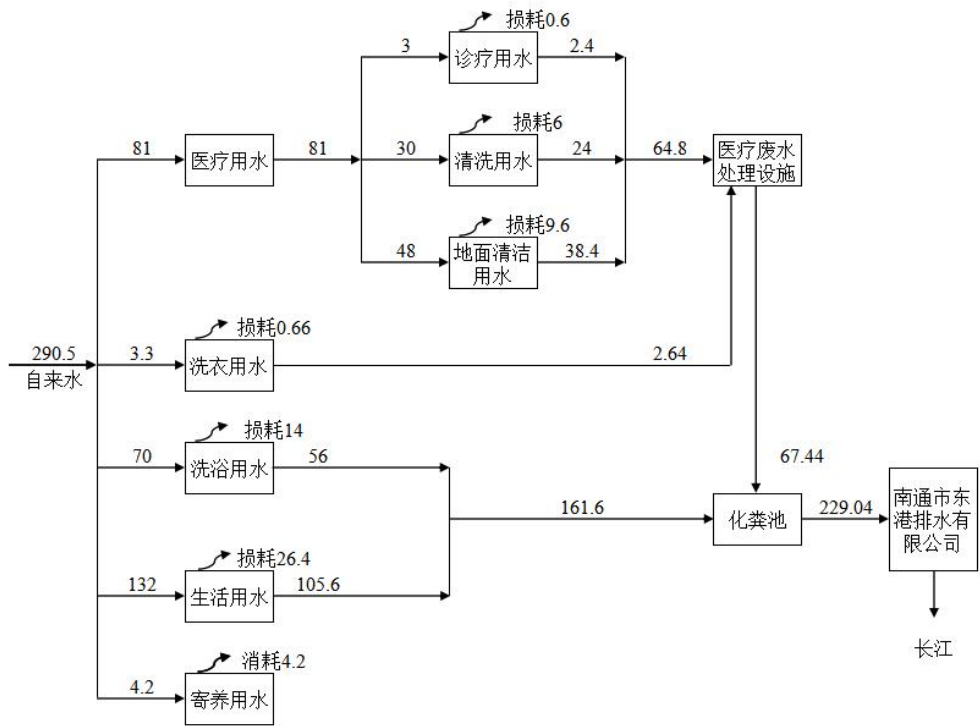 损耗0.6
3
诊疗用水
2.4
损耗6
81
医疗用水
81
30
清洗用水
24
64.8
医疗废水
处理设施
损耗9.6
48
地面清洁
用水
38.4
损耗0.66
290.5
自来水
3.3
洗衣用水
2.64
损耗14
70
洗浴用水
56
67.44
161.6
化粪池
229.04
南通市东
港排水有
限公司
损耗26.4
132
生活用水
105.6
长江
消耗4.2
4.2
寄养用水